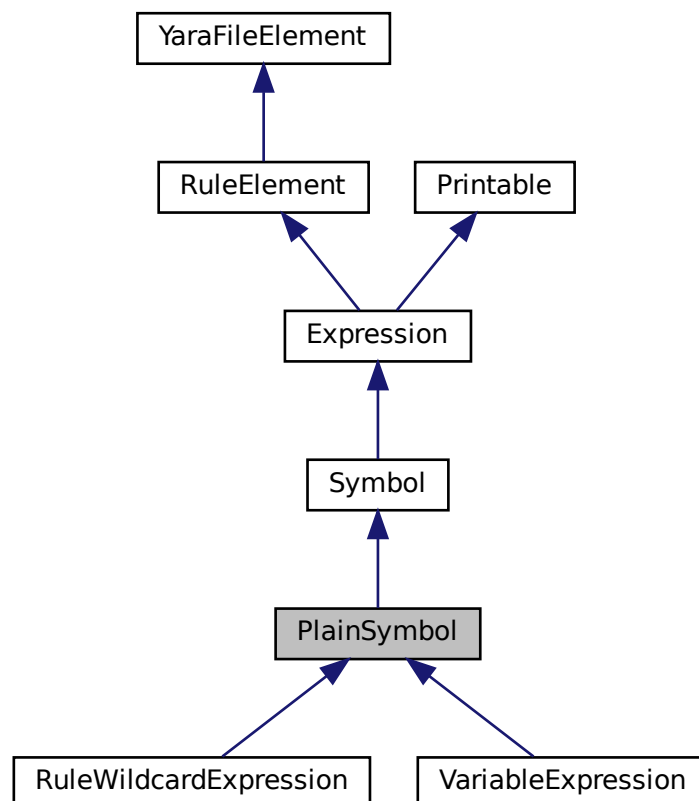 YaraFileElement
RuleElement
Printable
Expression
Symbol
PlainSymbol
RuleWildcardExpression
VariableExpression